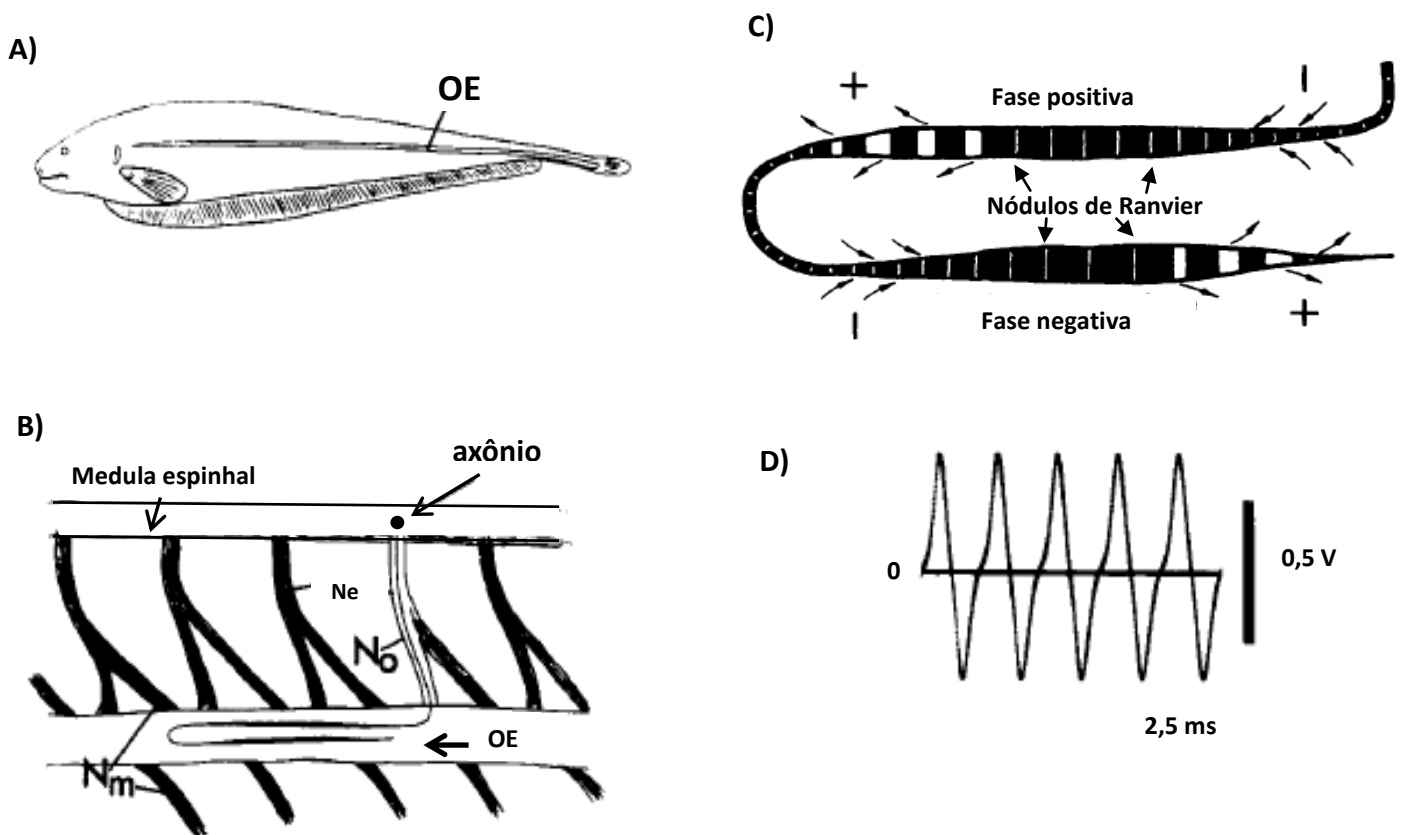 A)
OE
B)
Medula espinhal
axônio
Ne
No
Nm
OE
C)
+
Fase positiva
–
Nódulos de Ranvier
–
Fase negativa
+
D)
0
0,5 V
2,5 ms